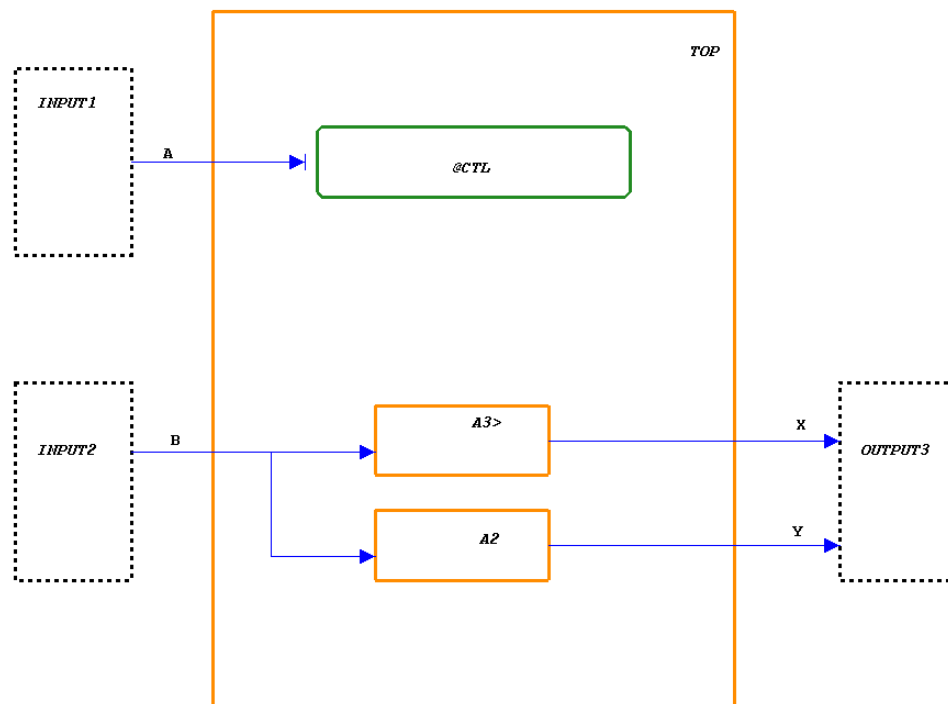 TOP
INPUT1
A
@CTL
A3>
X
INPUT2
B
OUTPUT3
Y
A2